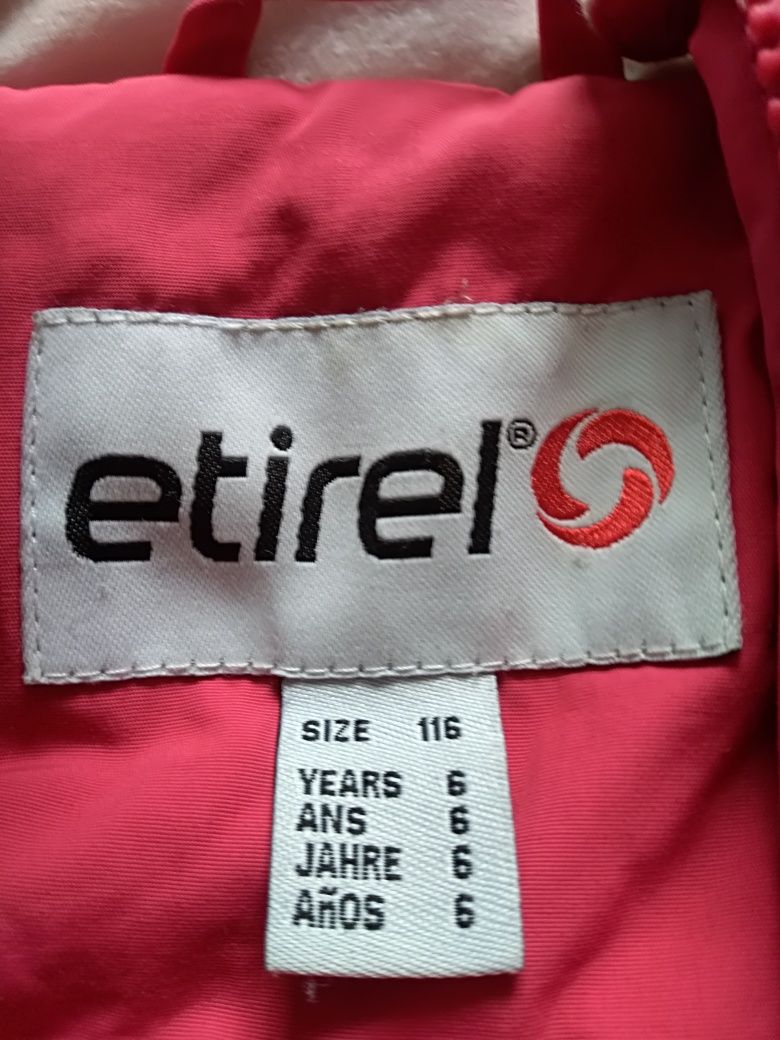 etirel®
SIZE 116
YEARS 6
ANS 6
JAHRE 6
AÑOS 6